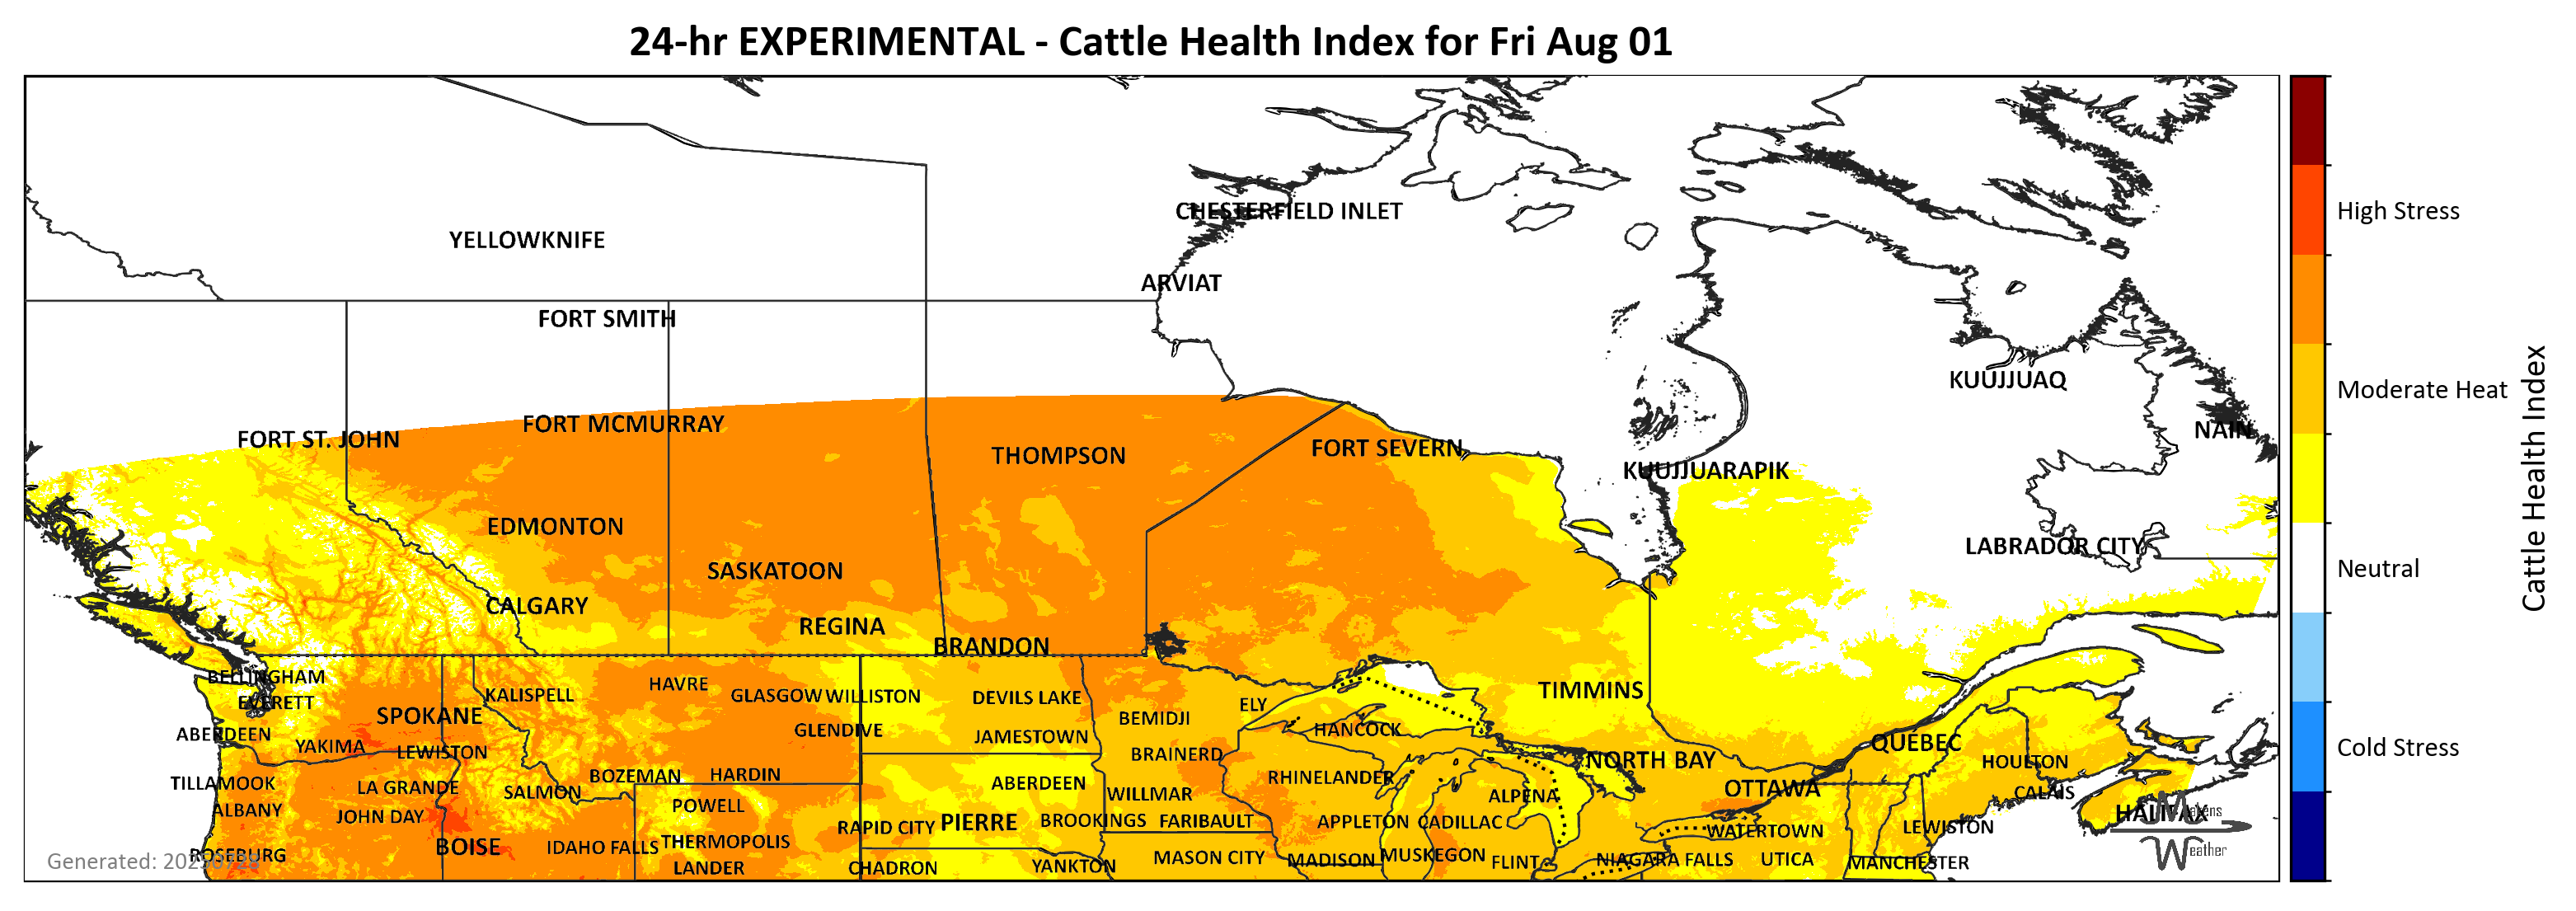 24-hr EXPERIMENTAL - Cattle Health Index for Fri Aug 01
High Stress
CHESTERFIELD INLET
YELLOWKNIFE
ARVIAT
FORT SMITH
KUUJJUAQ
Moderate Heat
Cattle Health Index
FORT MCMURRAY
NAIN
FORT ST. JOHN
FORT SEVERN
THOMPSON
KUUJJUARAPIK
EDMONTON
LABRADOR CITY
SASKATOON
Neutral
CALGARY
REGINA
BRANDON
BELLINGHAM
HAVRE
TIMMINS
KALISPELL
GLASGOW
WILLISTON
DEVILS LAKE
EVERETT
ELY
SPOKANE
BEMIDJI
GLENDIVE
HANCOCK
ABERDEEN
JAMESTOWN
QUEBEC
YAKIMA
LEWISTON
BRAINERD
Cold Stress
NORTH BAY
HOULTON
BOZEMAN
HARDIN
RHINELANDER
TILLAMOOK
ABERDEEN
LA GRANDE
OTTAWA
SALMON
WILLMAR
CALAIS
ALPENA
POWELL
ALBANY
HALIFAX
JOHN DAY
BROOKINGS
FARIBAULT
PIERRE
APPLETON
CADILLAC
RAPID CITY
LEWISTON
WATERTOWN
THERMOPOLIS
BOISE
IDAHO FALLS
Weather
ROSEBURG
MUSKEGON
MASON CITY
MADISON
NIAGARA FALLS
UTICA
Generated:
FLINT
MANCHESTER
YANKTON
LANDER
CHADRON